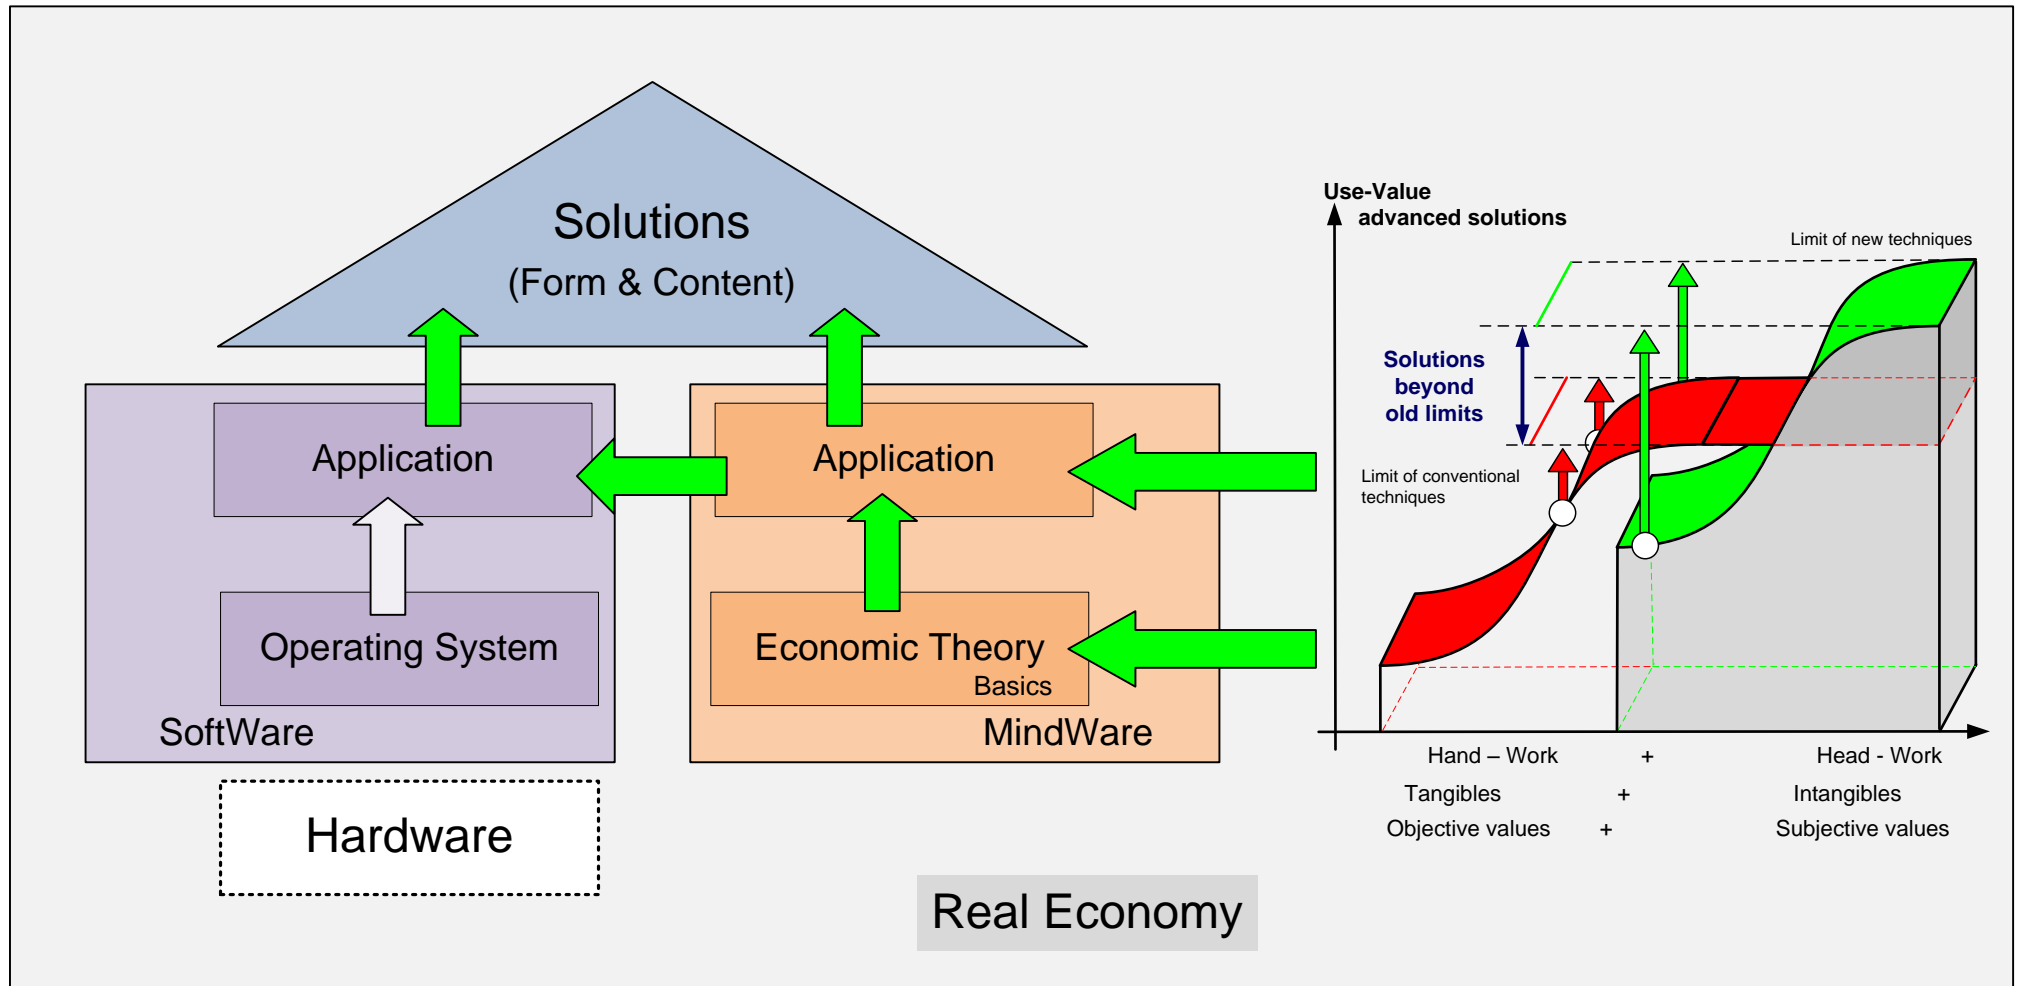 Solutions
(Form & Content)
Application
Operating System
SoftWare
Hardware
Application
Economic Theory
Basics
MindWare
Real Economy
Use-Value
advanced solutions
Limit of new techniques
Solutions
beyond
old limits
Limit of conventional
techniques
Hand – Work + Head - Work
Tangibles + Intangibles
Objective values + Subjective values